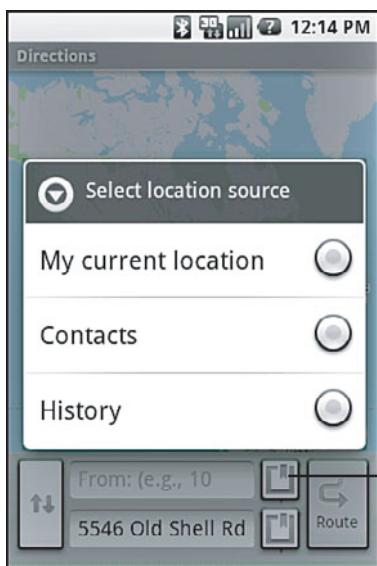 12:14 PM
Directions
Select location source
My current location
Contacts
History
From: (e.g., 10
5546 Old Shell Rd
Route